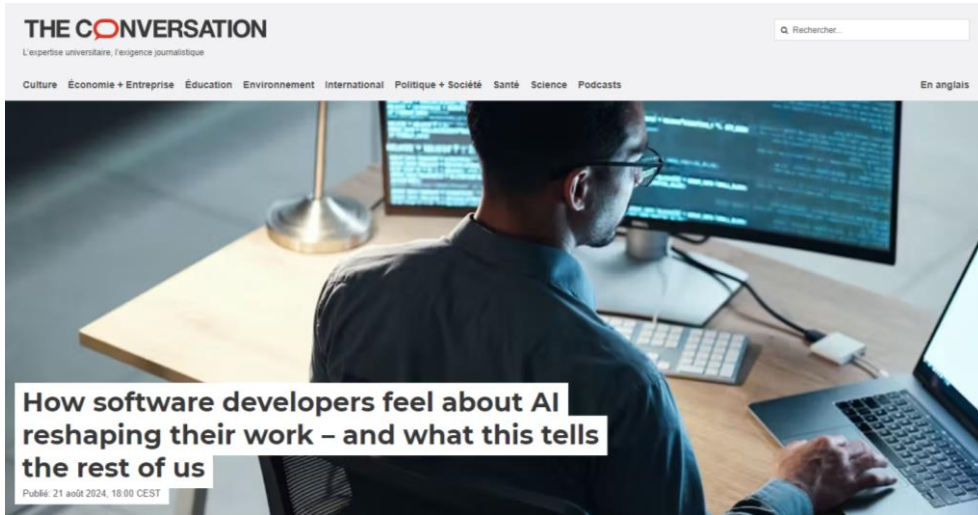 THE CONVERSATION
L'expertise universitaire, l'exigence journalistique
Rechercher...
Culture Économie + Entreprise Éducation Environnement International Politique + Société Santé Science Podcasts En anglais
How software developers feel about AI
reshaping their work – and what this tells
the rest of us
Publié: 21 août 2024, 18:00 CEST